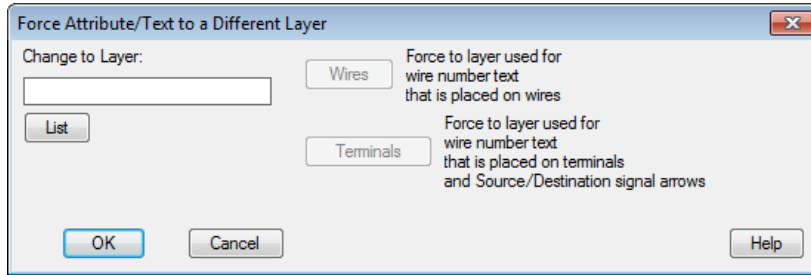 Force Attribute/Text to a Different Layer
Change to Layer:
Wires
Force to layer used for
wire number text
that is placed on wires
List
Terminals
Force to layer used for
wire number text
that is placed on terminals
and Source/Destination signal arrows
OK
Cancel
Help